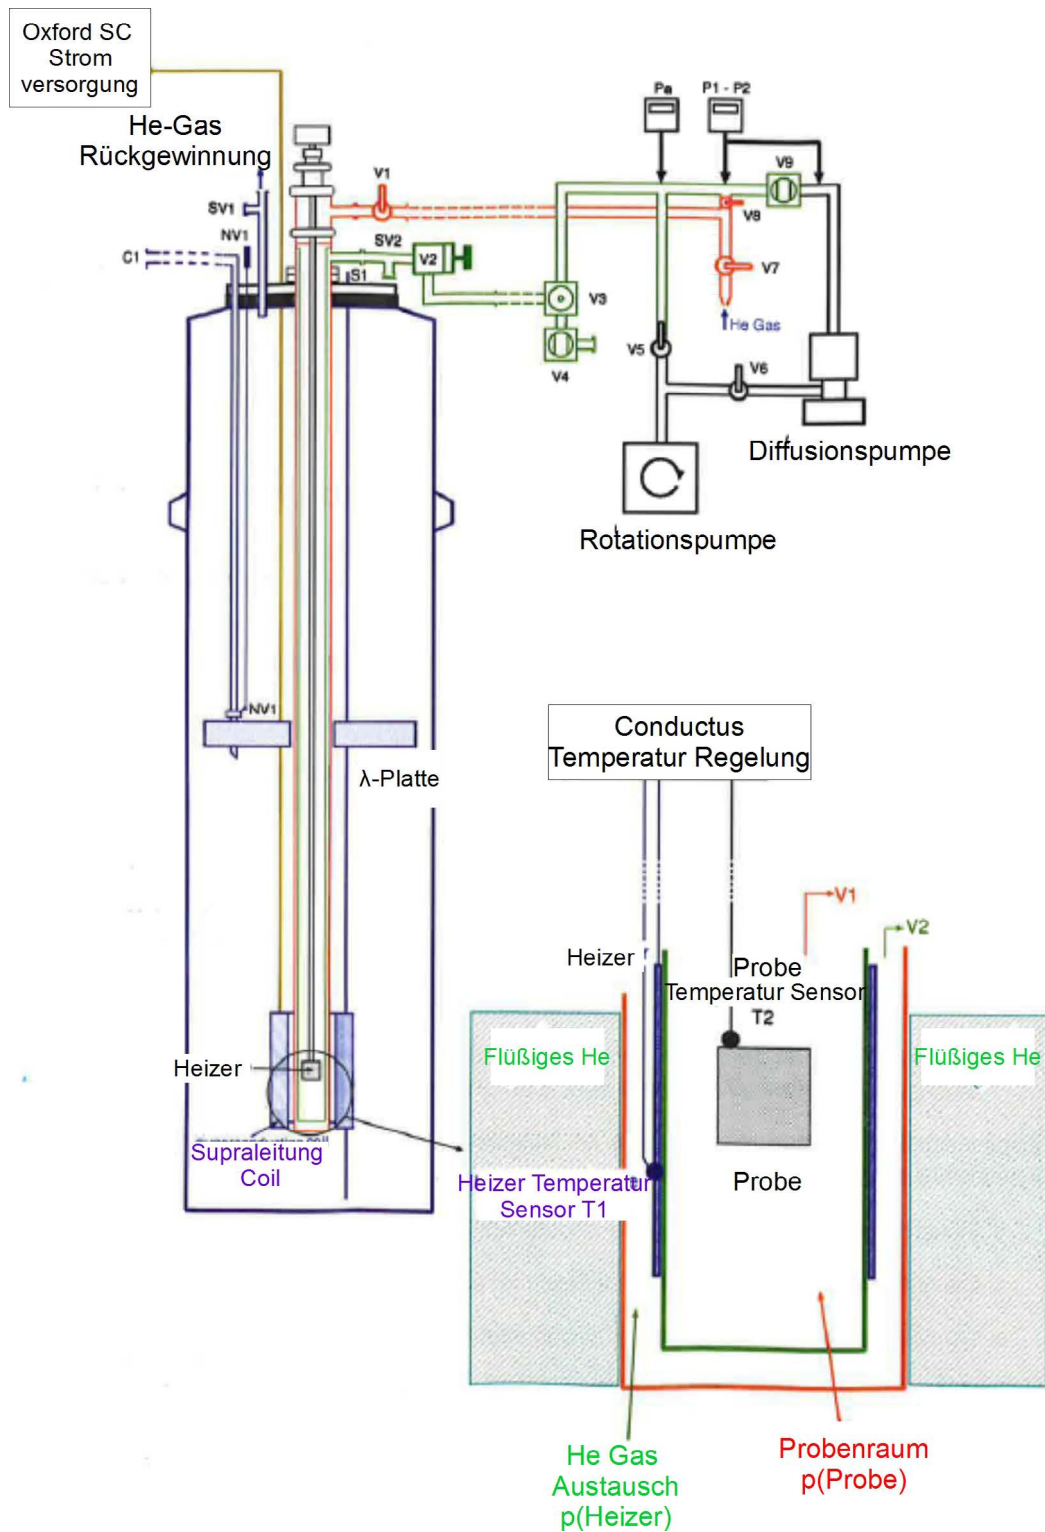 Oxford SC
Strom
versorgung
He-Gas
Rückgewinnung
SV1
NV1
C1
V1
SV2
V2
S1
Pa
P1 - P2
V9
V8
V7
He Gas
V3
V4
V5
V6
Diffusionspumpe
Rotationspumpe
NV1
λ-Platte
Conductus
Temperatur Regelung
V1
V2
Heizer
Probe
Temperatur Sensor
T2
Flüßiges He
Flüßiges He
Heizer
Supraleitung
Coil
Heizer Temperatur
Sensor T1
Probe
He Gas
Austausch
p(Heizer)
Probenraum
p(Probe)